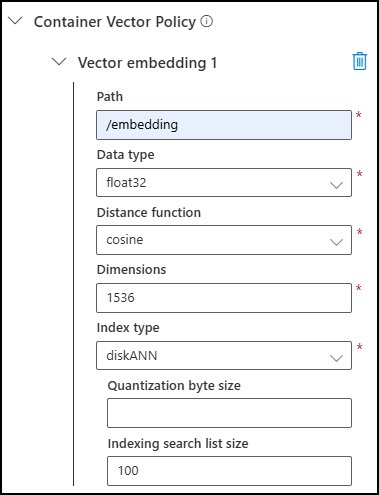 Container Vector Policy
Vector embedding 1
Path
/embedding
*
Data type
float32
*
Distance function
cosine
*
Dimensions
1536
*
Index type
diskANN
*
Quantization byte size
Indexing search list size
100